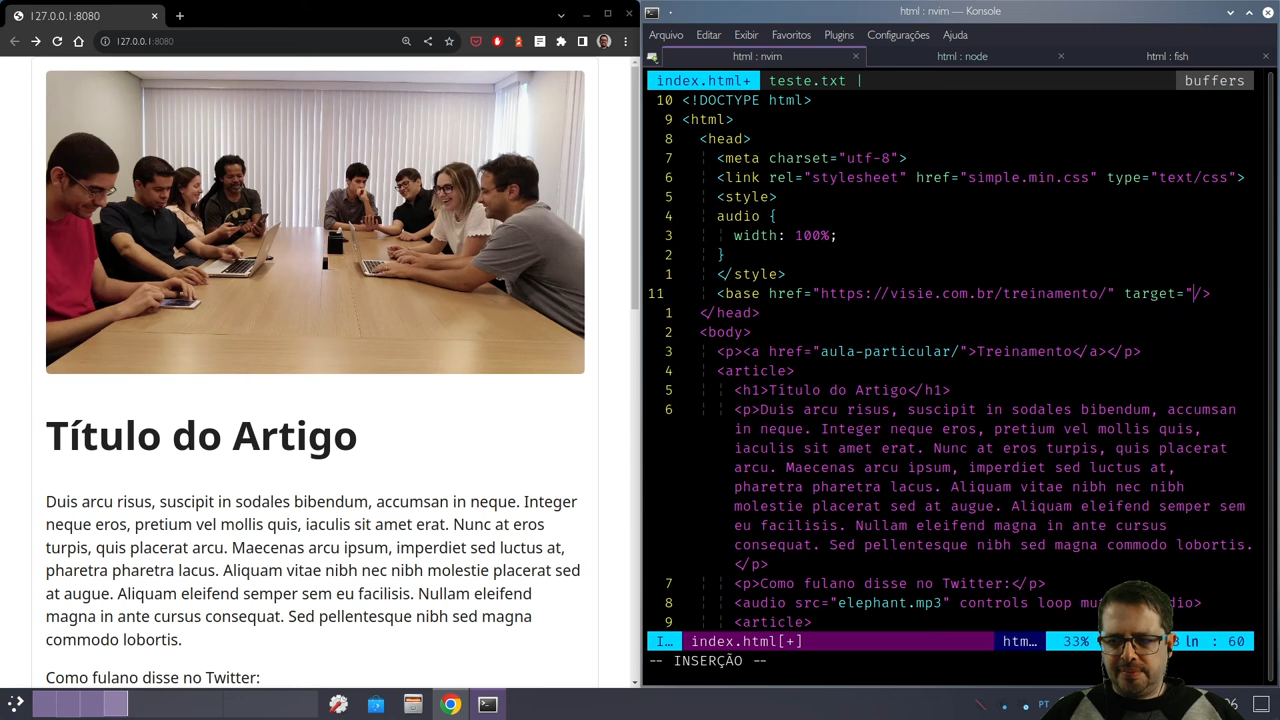 127.0.0.1:8080
127.0.0.1:8080
Título do Artigo
Duis arcu risus, suscipit in sodales bibendum, accumsan in neque. Integer
neque eros, pretium vel mollis quis, iaculis sit amet erat. Nunc at eros
turpis, quis placerat arcu. Maecenas arcu ipsum, imperdiet sed luctus at,
pharetra pharetra lacus. Aliquam vitae nibh nec nibh molestie placerat sed
at augue. Aliquam eleifend semper sem eu facilisis. Nullam eleifend
magna in ante cursus consequat. Sed pellentesque nibh sed magna
commodo lobortis.
Como fulano disse no Twitter:
html : nvim — Konsole
Arquivo Editar Exibir Favoritos Plugins Configurações Ajuda
html : nvim html : node html : fish
index.html+ teste.txt | buffers
10 <!DOCTYPE html>
9 <html>
8 <head>
7 <meta charset="utf-8">
6 <link rel="stylesheet" href="simple.min.css" type="text/css">
5 <style>
4 audio {
3 width: 100%;
2 }
1 </style>
11 <base href="https://visie.com.br/treinamento/" target="/>
1 </head>
2 <body>
3 <p><a href="aula-particular/">Treinamento</a></p>
4 <article>
5 <h1>Título do Artigo</h1>
6 <p>Duis arcu risus, suscipit in sodales bibendum, accumsan
in neque. Integer neque eros, pretium vel mollis quis,
iaculis sit amet erat. Nunc at eros turpis, quis placerat
arcu. Maecenas arcu ipsum, imperdiet sed luctus at,
pharetra pharetra lacus. Aliquam vitae nibh nec nibh
molestie placerat sed at augue. Aliquam eleifend semper sem
eu facilisis. Nullam eleifend magna in ante cursus
consequat. Sed pellentesque nibh sed magna commodo lobortis.
</p>
7 <p>Como fulano disse no Twitter:</p>
8 <audio src="elephant.mp3" controls loop
9 <article>
I… index.html[+] htm… 33% ln : 60
-- INSERÇÃO --
PT